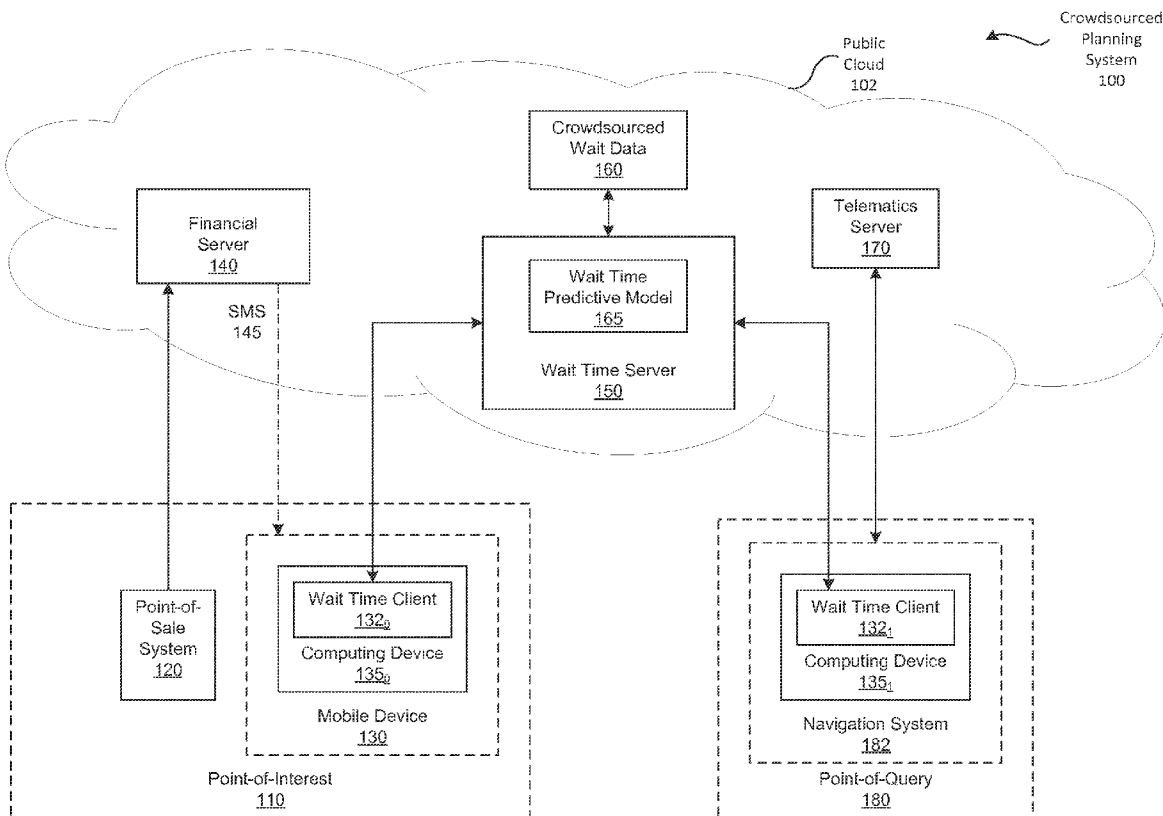 Crowdsourced
Planning
System
100
Public
Cloud
102
Crowdsourced
Wait Data
160
Financial
Server
140
Telematics
Server
170
Wait Time
Predictive Model
165
SMS
145
Wait Time Server
150
Point-of-
Sale
System
120
Wait Time Client
132₀
Computing Device
135₀
Mobile Device
130
Point-of-Interest
110
Wait Time Client
132₁
Computing Device
135₁
Navigation System
182
Point-of-Query
180